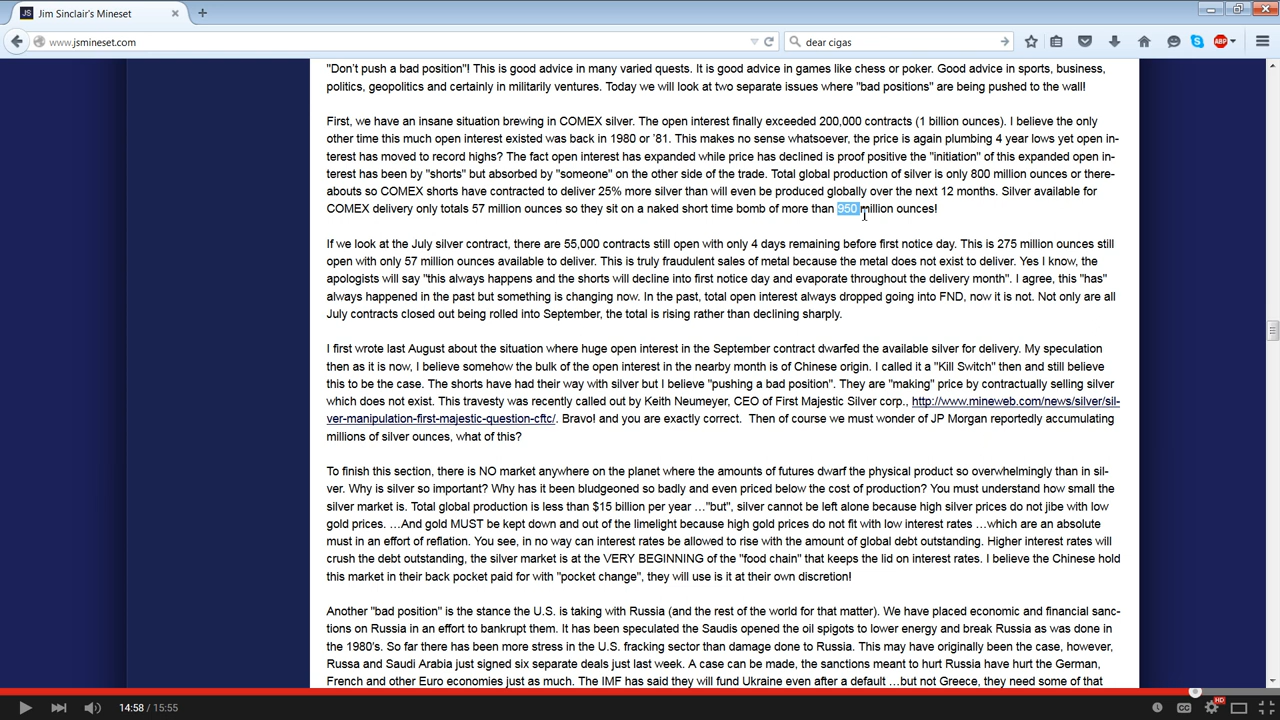 Jim Sinclair's Mineset
www.jsmineset.com
dear cigas
ABP
"Don't push a bad position"! This is good advice in many varied quests. It is good advice in games like chess or poker. Good advice in sports, business,
politics, geopolitics and certainly in militarily ventures. Today we will look at two separate issues where "bad positions" are being pushed to the wall!
First, we have an insane situation brewing in COMEX silver. The open interest finally exceeded 200,000 contracts (1 billion ounces). I believe the only
other time this much open interest existed was back in 1980 or '81. This makes no sense whatsoever, the price is again plumbing 4 year lows yet open in-
terest has moved to record highs? The fact open interest has expanded while price has declined is proof positive the "initiation" of this expanded open in-
terest has been by "shorts" but absorbed by "someone" on the other side of the trade. Total global production of silver is only 800 million ounces or there-
abouts so COMEX shorts have contracted to deliver 25% more silver than will even be produced globally over the next 12 months. Silver available for
COMEX delivery only totals 57 million ounces so they sit on a naked short time bomb of more than 950 million ounces!
If we look at the July silver contract, there are 55,000 contracts still open with only 4 days remaining before first notice day. This is 275 million ounces still
open with only 57 million ounces available to deliver. This is truly fraudulent sales of metal because the metal does not exist to deliver. Yes I know, the
apologists will say "this always happens and the shorts will decline into first notice day and evaporate throughout the delivery month". I agree, this "has"
always happened in the past but something is changing now. In the past, total open interest always dropped going into FND, now it is not. Not only are all
July contracts closed out being rolled into September, the total is rising rather than declining sharply.
I first wrote last August about the situation where huge open interest in the September contract dwarfed the available silver for delivery. My speculation
then as it is now, I believe somehow the bulk of the open interest in the nearby month is of Chinese origin. I called it a "Kill Switch" then and still believe
this to be the case. The shorts have had their way with silver but I believe "pushing a bad position". They are "making" price by contractually selling silver
which does not exist. This travesty was recently called out by Keith Neumeyer, CEO of First Majestic Silver corp., http://www.mineweb.com/news/silver/sil-
ver-manipulation-first-majestic-question-cftc/. Bravo! and you are exactly correct. Then of course we must wonder of JP Morgan reportedly accumulating
millions of silver ounces, what of this?
To finish this section, there is NO market anywhere on the planet where the amounts of futures dwarf the physical product so overwhelmingly than in sil-
ver. Why is silver so important? Why has it been bludgeoned so badly and even priced below the cost of production? You must understand how small the
silver market is. Total global production is less than $15 billion per year ..."but", silver cannot be left alone because high silver prices do not jibe with low
gold prices. ...And gold MUST be kept down and out of the limelight because high gold prices do not fit with low interest rates ...which are an absolute
must in an effort of reflation. You see, in no way can interest rates be allowed to rise with the amount of global debt outstanding. Higher interest rates will
crush the debt outstanding, the silver market is at the VERY BEGINNING of the "food chain" that keeps the lid on interest rates. I believe the Chinese hold
this market in their back pocket paid for with "pocket change", they will use is it at their own discretion!
Another "bad position" is the stance the U.S. is taking with Russia (and the rest of the world for that matter). We have placed economic and financial sanc-
tions on Russia in an effort to bankrupt them. It has been speculated the Saudis opened the oil spigots to lower energy and break Russia as was done in
the 1980's. So far there has been more stress in the U.S. fracking sector than damage done to Russia. This may have originally been the case, however,
Russa and Saudi Arabia just signed six separate deals just last week. A case can be made, the sanctions meant to hurt Russia have hurt the German,
French and other Euro economies just as much. The IMF has said they will fund Ukraine even after a default ...but not Greece, they need some of that
14:58 / 15:55
CC
HD